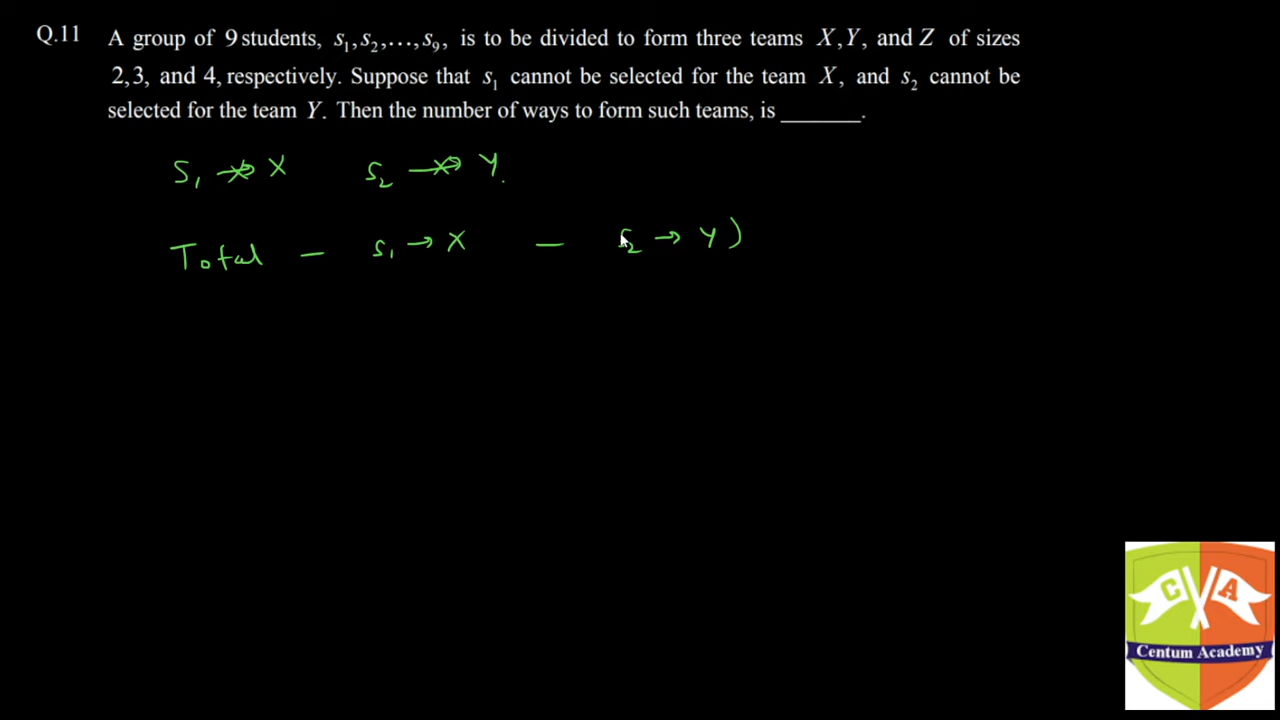 Q.11 A group of 9 students, s₁, s₂, …, s₉, is to be divided to form three teams X, Y, and Z of sizes
2, 3, and 4, respectively. Suppose that s₁ cannot be selected for the team X, and s₂ cannot be
selected for the team Y. Then the number of ways to form such teams, is _______.
S₁ ↛ X S₂ ↛ Y
Total – S₁ → X – S₂ → Y )
C A
Centum Academy